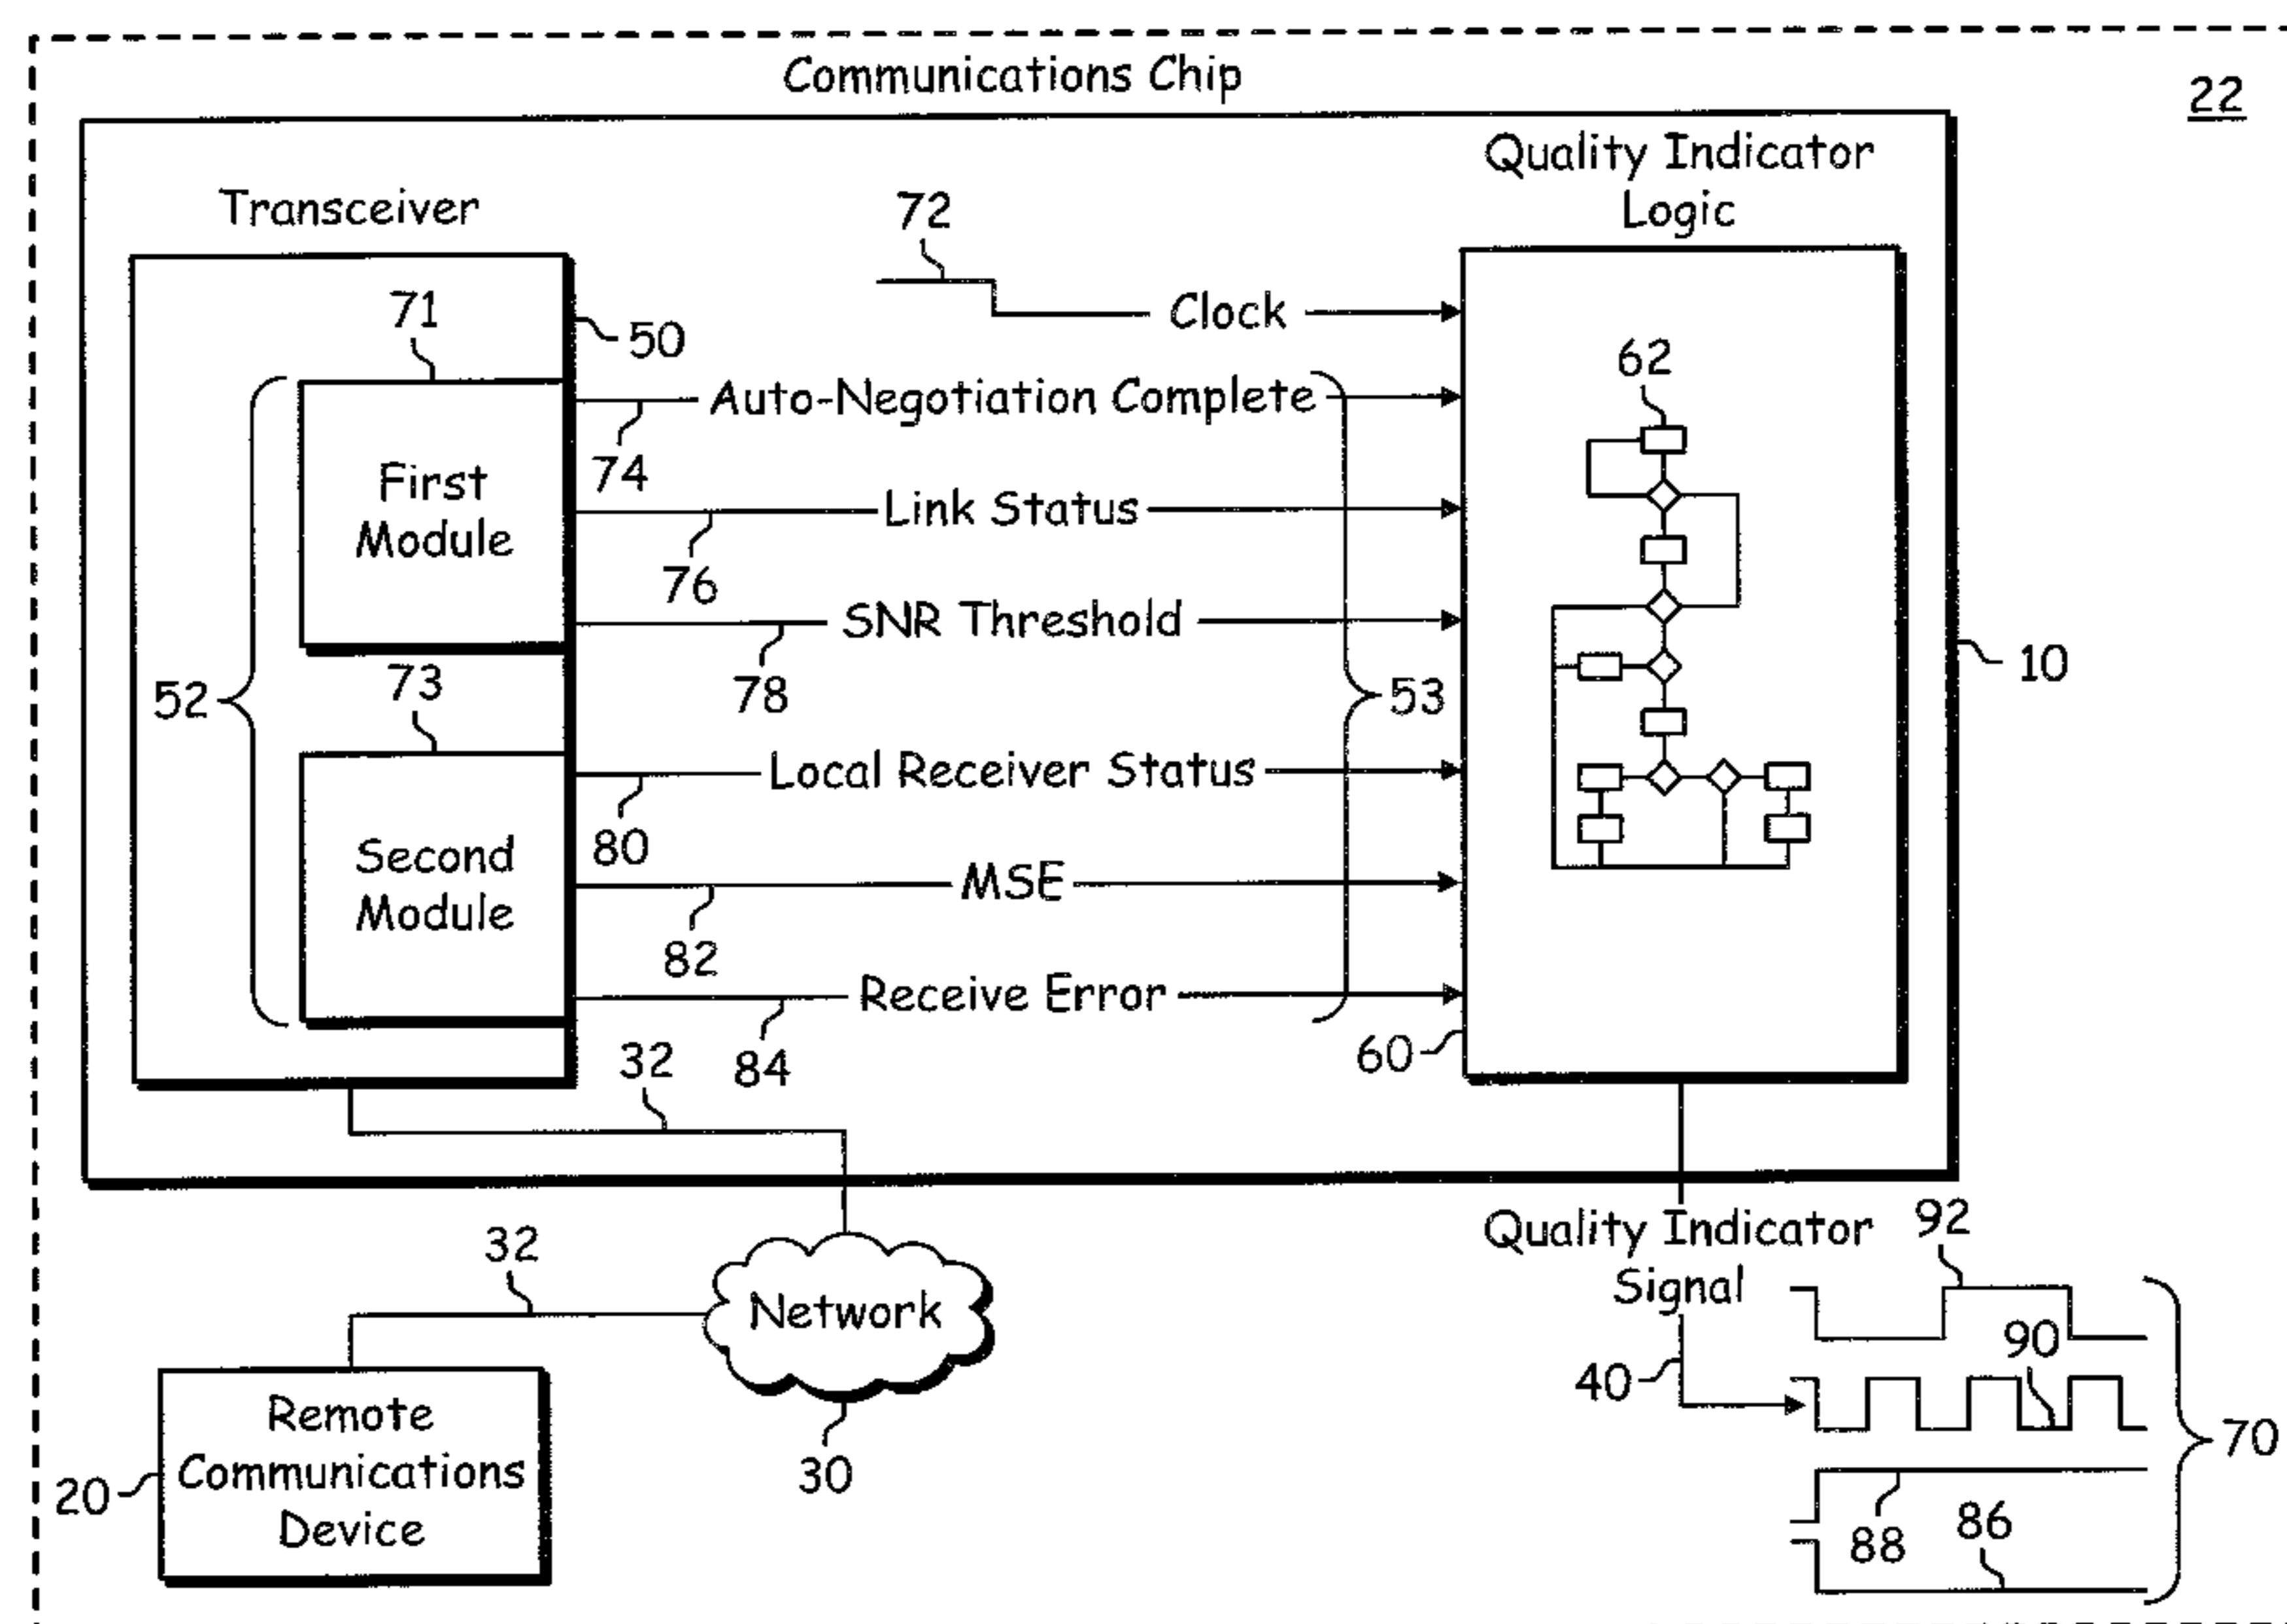 Communications Chip
22
Quality Indicator
Logic
Transceiver
72
Clock
71
50
62
Auto-Negotiation Complete
74
First
Module
Link Status
76
SNR Threshold
78
10
73
52
53
Local Receiver Status
80
Second
Module
MSE
82
Receive Error
84
60
32
Quality Indicator
Signal
92
32
Network
90
40
70
30
Remote
Communications
Device
20
88
86